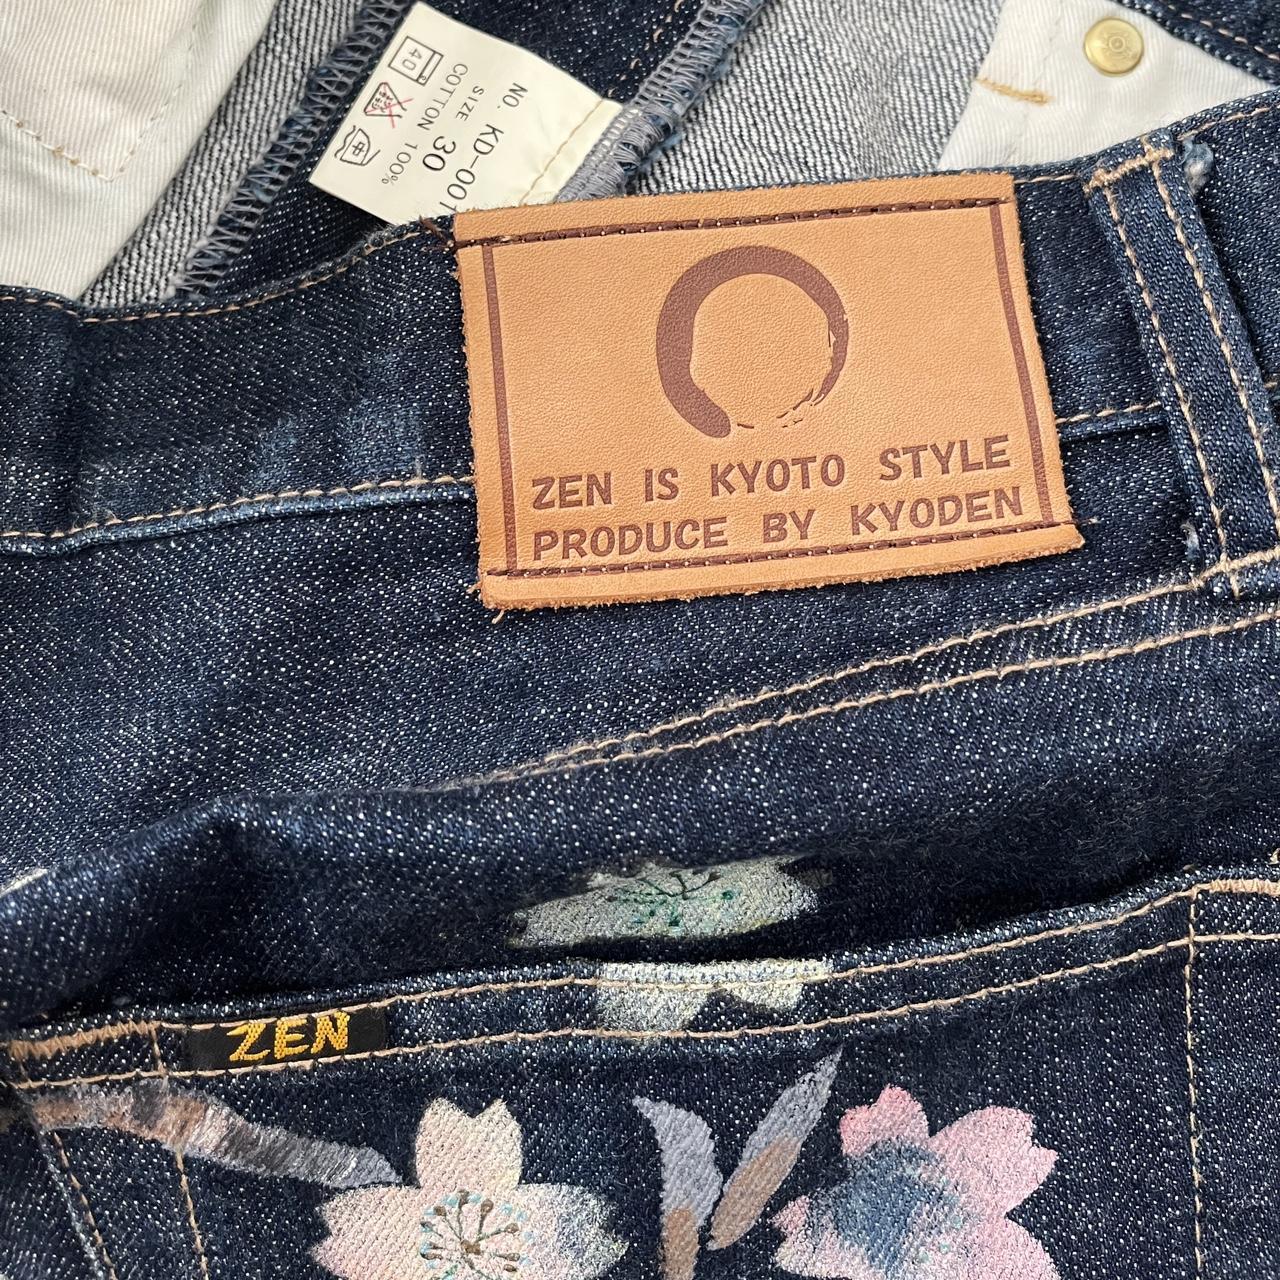 NO. KD-001
SIZE 30
COTTON 100%
40
ZEN IS KYOTO STYLE
PRODUCE BY KYODEN
ZEN